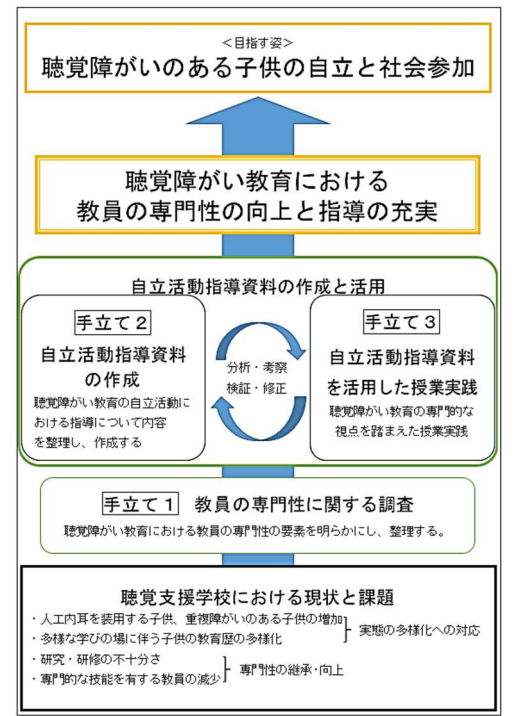 ＜目指す姿＞
聴覚障がいのある子供の自立と社会参加
聴覚障がい教育における
教員の専門性の向上と指導の充実
自立活動指導資料の作成と活用
手立て２
自立活動指導資料
の作成
聴覚障がい教育の自立活動に
おける指導について内容
を整理し、作成する
分析・考察
検証・修正
手立て３
自立活動指導資料
を活用した授業実践
聴覚障がい教育の専門的な
視点を踏まえた授業実践
手立て１ 教員の専門性に関する調査
聴覚障がい教育における教員の専門性の要素を明らかにし、整理する。
聴覚支援学校における現状と課題
・人工内耳を装用する子供、重複障がいのある子供の増加
・多様な学びの場に伴う子供の教育歴の多様化
実態の多様化への対応
・研究・研修の不十分さ
・専門的な技能を有する教員の減少
専門性の継承・向上